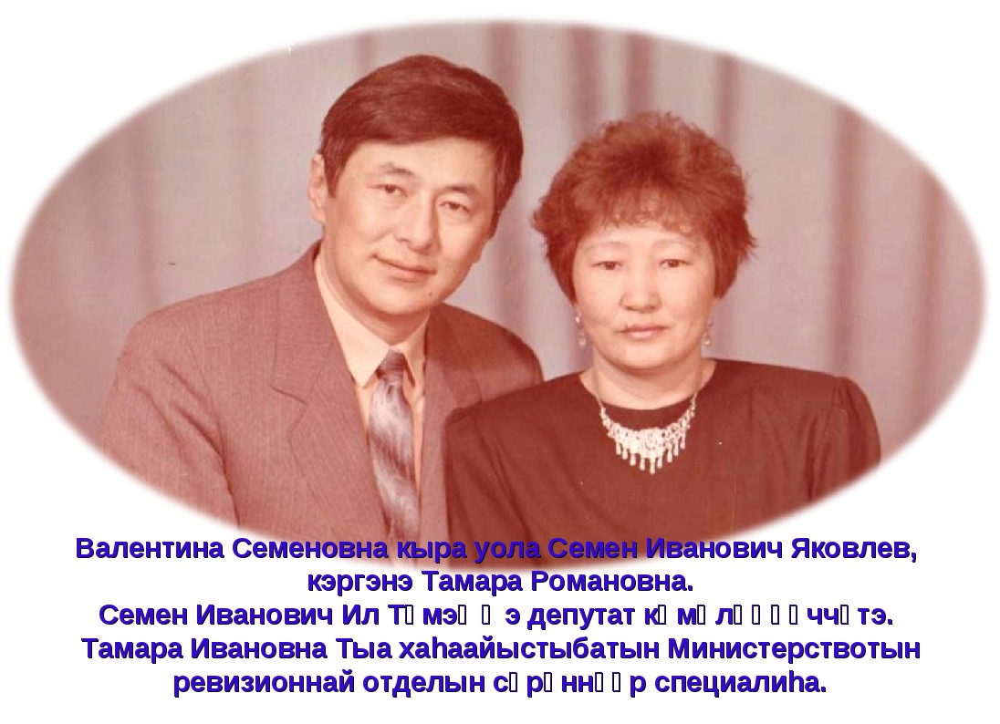 Валентина Семеновна кыра уола Семен Иванович Яковлев,
кэргэнэ Тамара Романовна.
Семен Иванович Ил э депутат
Тамара Ивановна Тыа хаһаайыстыбатын Министерствотын
ревизионнай отделын специалиһа.